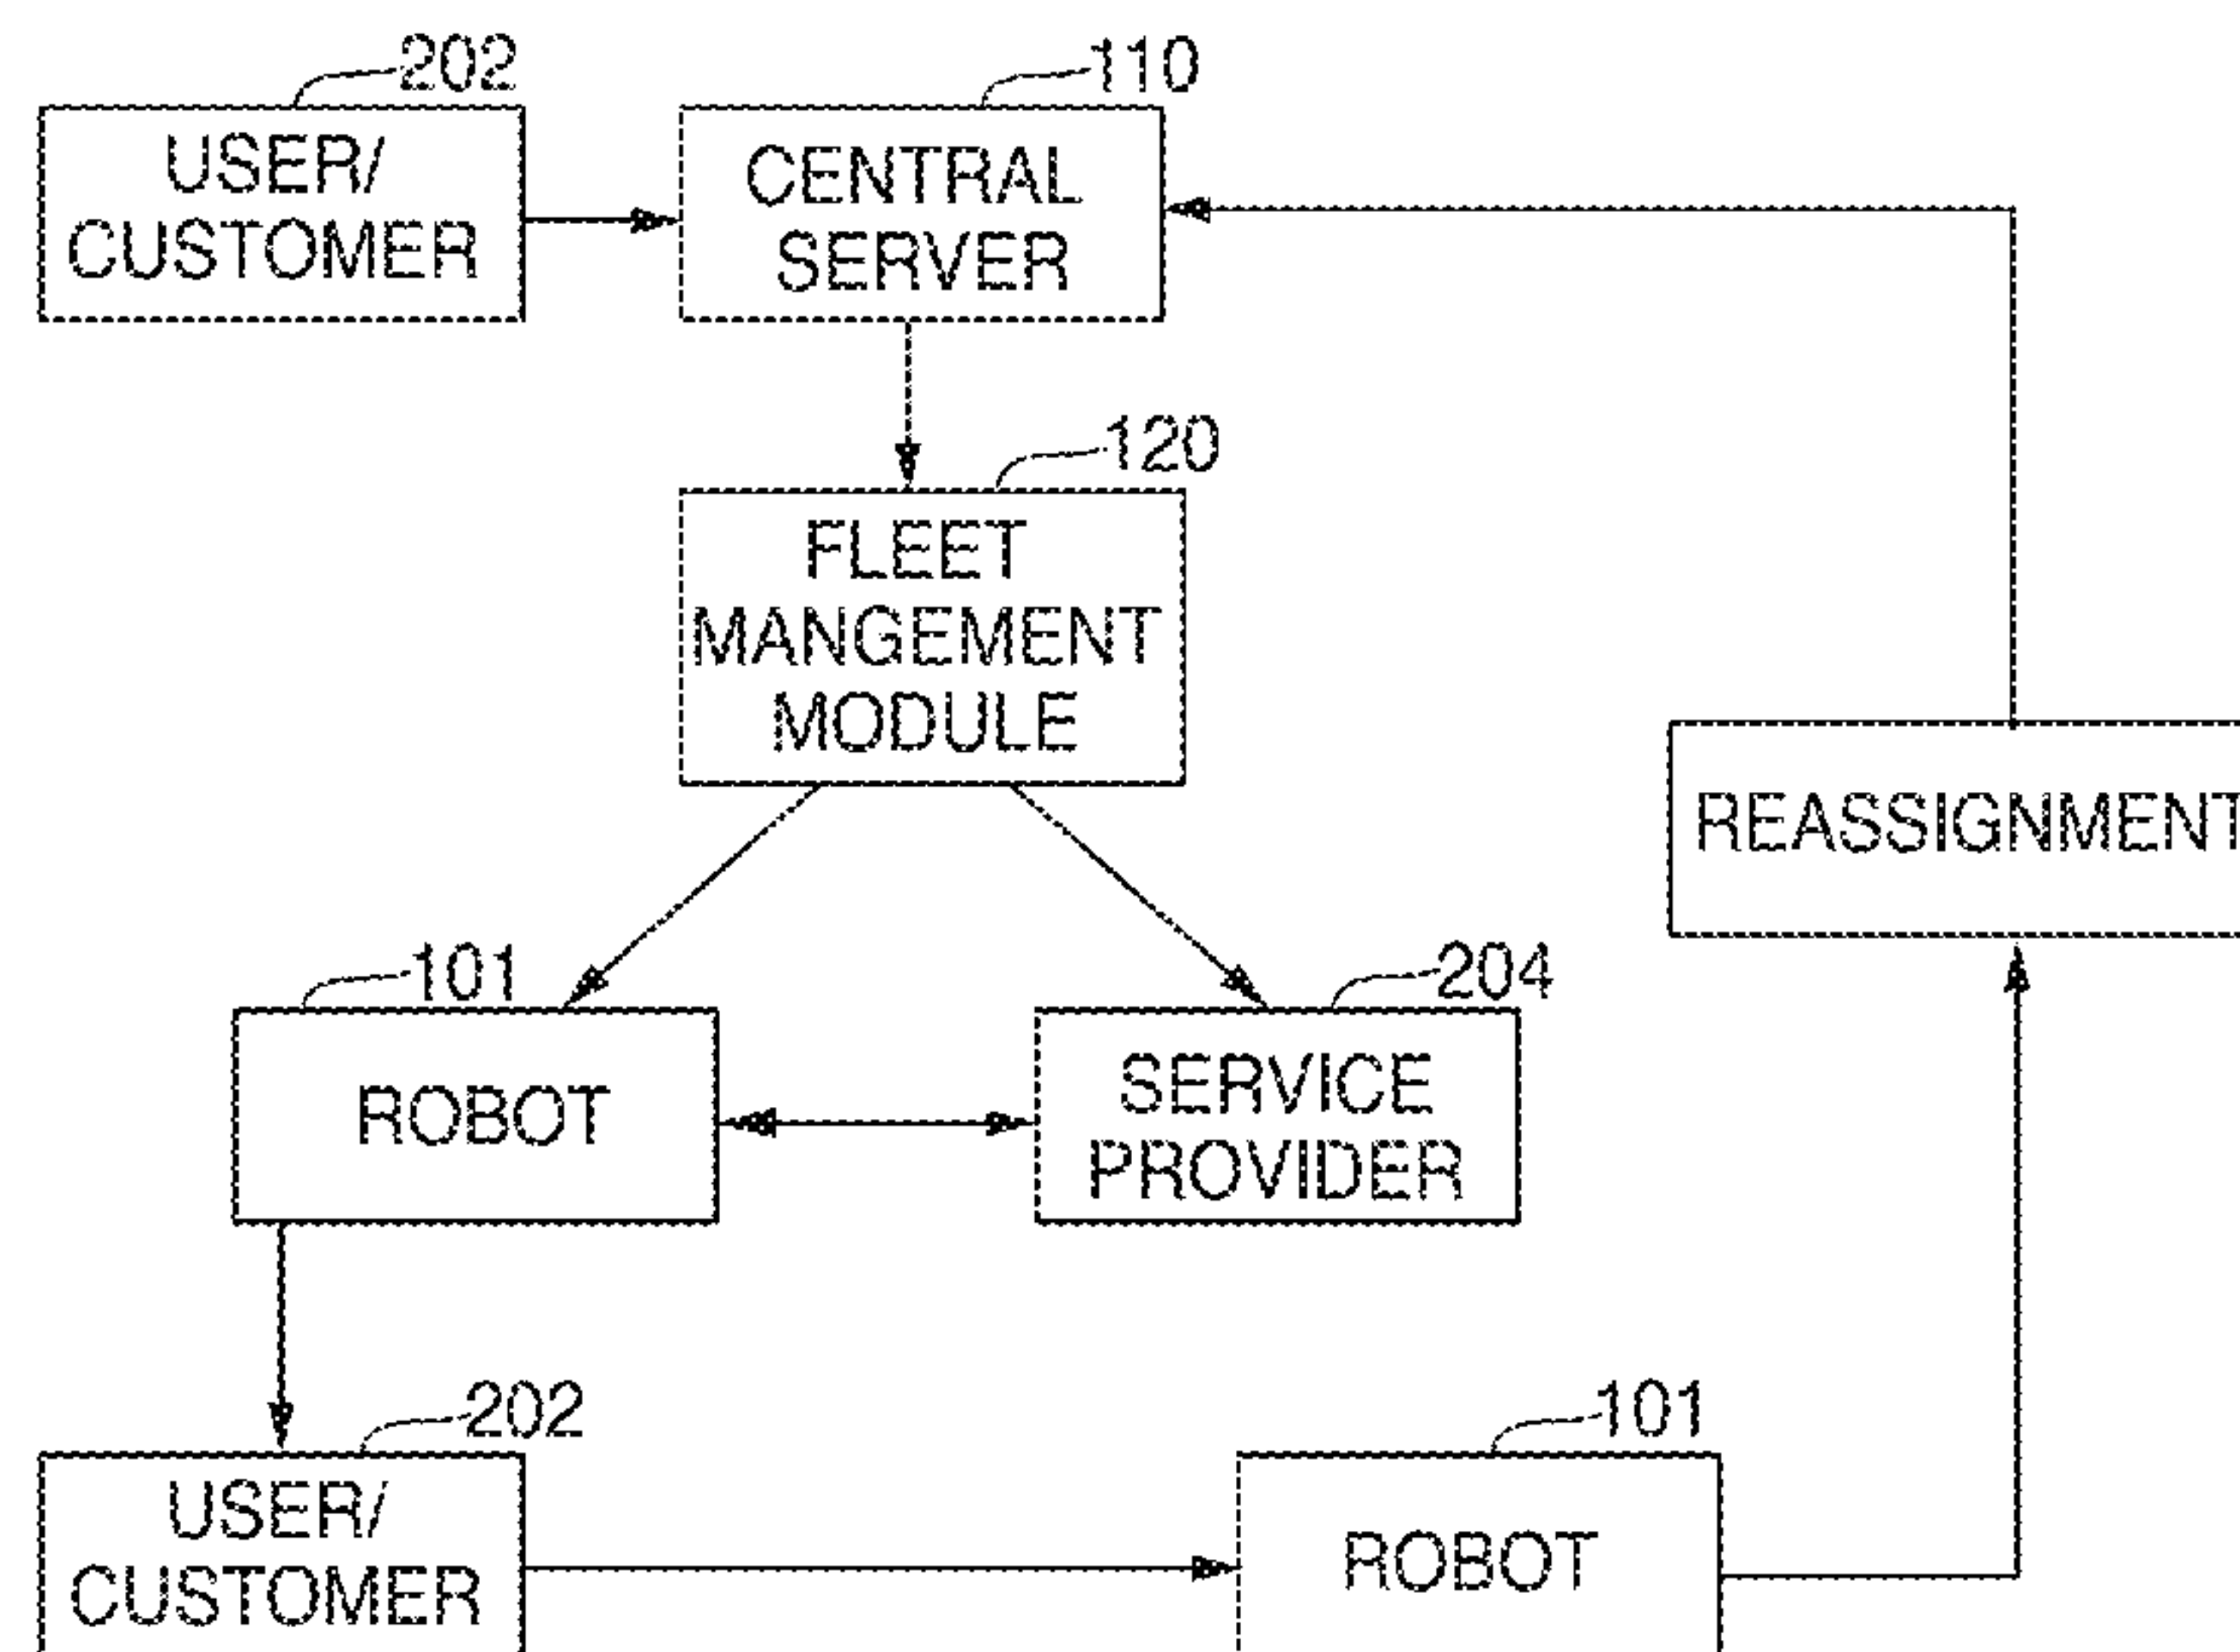 202
110
USER/
CUSTOMER
CENTRAL
SERVER
120
FLEET
MANGEMENT
MODULE
REASSIGNMENT
101
204
ROBOT
SERVICE
PROVIDER
202
101
USER/
CUSTOMER
ROBOT